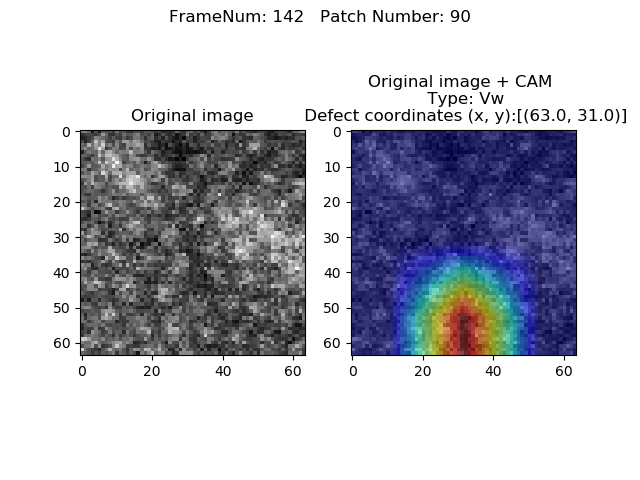 FrameNum: 142   Patch Number: 90
Original image
Original image + CAM
Type: Vw
Defect coordinates (x, y):[(63.0, 31.0)]
0
10
20
30
40
50
60
0 20 40 60
0
10
20
30
40
50
60
0 20 40 60